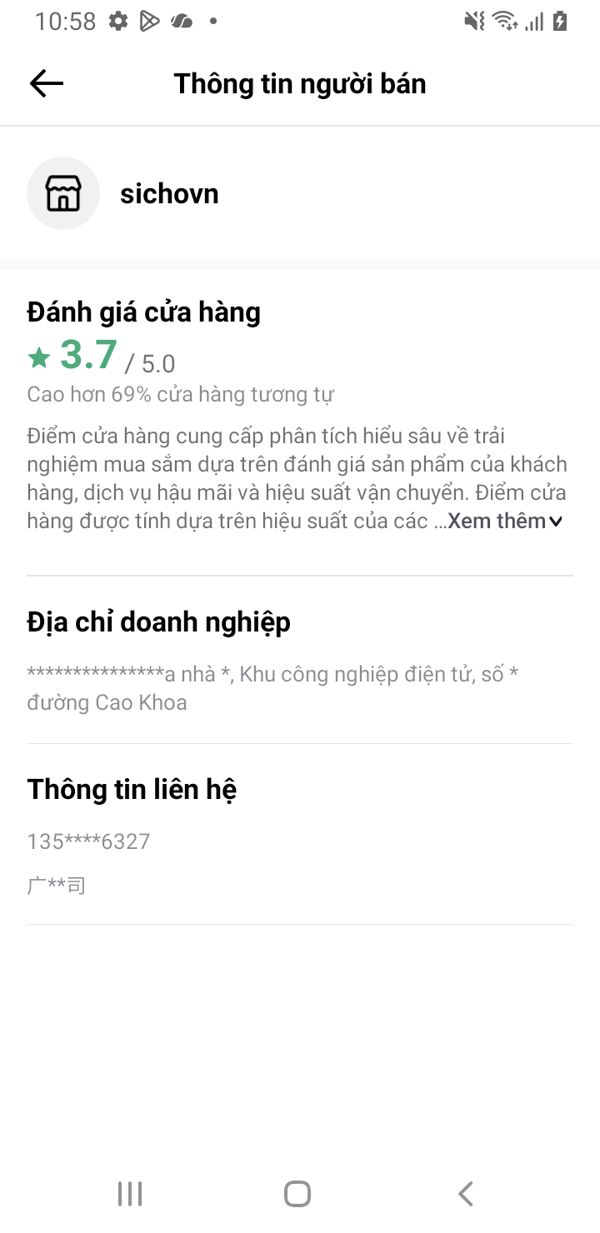 10:58
Thông tin người bán
sichovn
Đánh giá cửa hàng
3.7 / 5.0
Cao hơn 69% cửa hàng tương tự
Điểm cửa hàng cung cấp phân tích hiểu sâu về trải
nghiệm mua sắm dựa trên đánh giá sản phẩm của khách
hàng, dịch vụ hậu mãi và hiệu suất vận chuyển. Điểm cửa
hàng được tính dựa trên hiệu suất của các ...Xem thêm
Địa chỉ doanh nghiệp
***************a nhà *, Khu công nghiệp điện tử, số *
đường Cao Khoa
Thông tin liên hệ
135****6327
广**司